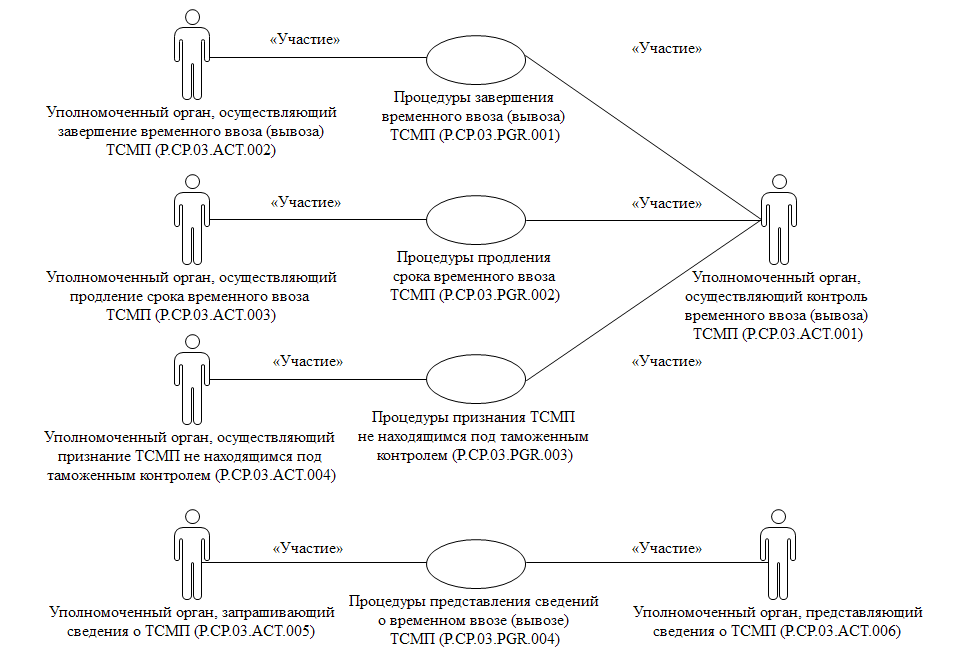 «Участие»
«Участие»
Уполномоченный орган, осуществляющий
завершение временного ввоза (вывоза)
ТСМП (P.CP.03.ACT.002)
Процедуры завершения
временного ввоза (вывоза)
ТСМП (P.CP.03.PGR.001)
«Участие»
«Участие»
Уполномоченный орган, осуществляющий
продление срока временного ввоза
ТСМП (P.CP.03.ACT.003)
Процедуры продления
срока временного ввоза
ТСМП (P.CP.03.PGR.002)
Уполномоченный орган,
осуществляющий контроль
временного ввоза (вывоза)
ТСМП (P.CP.03.ACT.001)
«Участие»
«Участие»
Уполномоченный орган, осуществляющий
признание ТСМП не находящимся под
таможенным контролем (P.CP.03.ACT.004)
Процедуры признания ТСМП
не находящимся под таможенным
контролем (P.CP.03.PGR.003)
«Участие»
«Участие»
Уполномоченный орган, запрашивающий
сведения о ТСМП (P.CP.03.ACT.005)
Процедуры представления сведений
о временном ввозе (вывозе)
ТСМП (P.CP.03.PGR.004)
Уполномоченный орган, представляющий
сведения о ТСМП (P.CP.03.ACT.006)